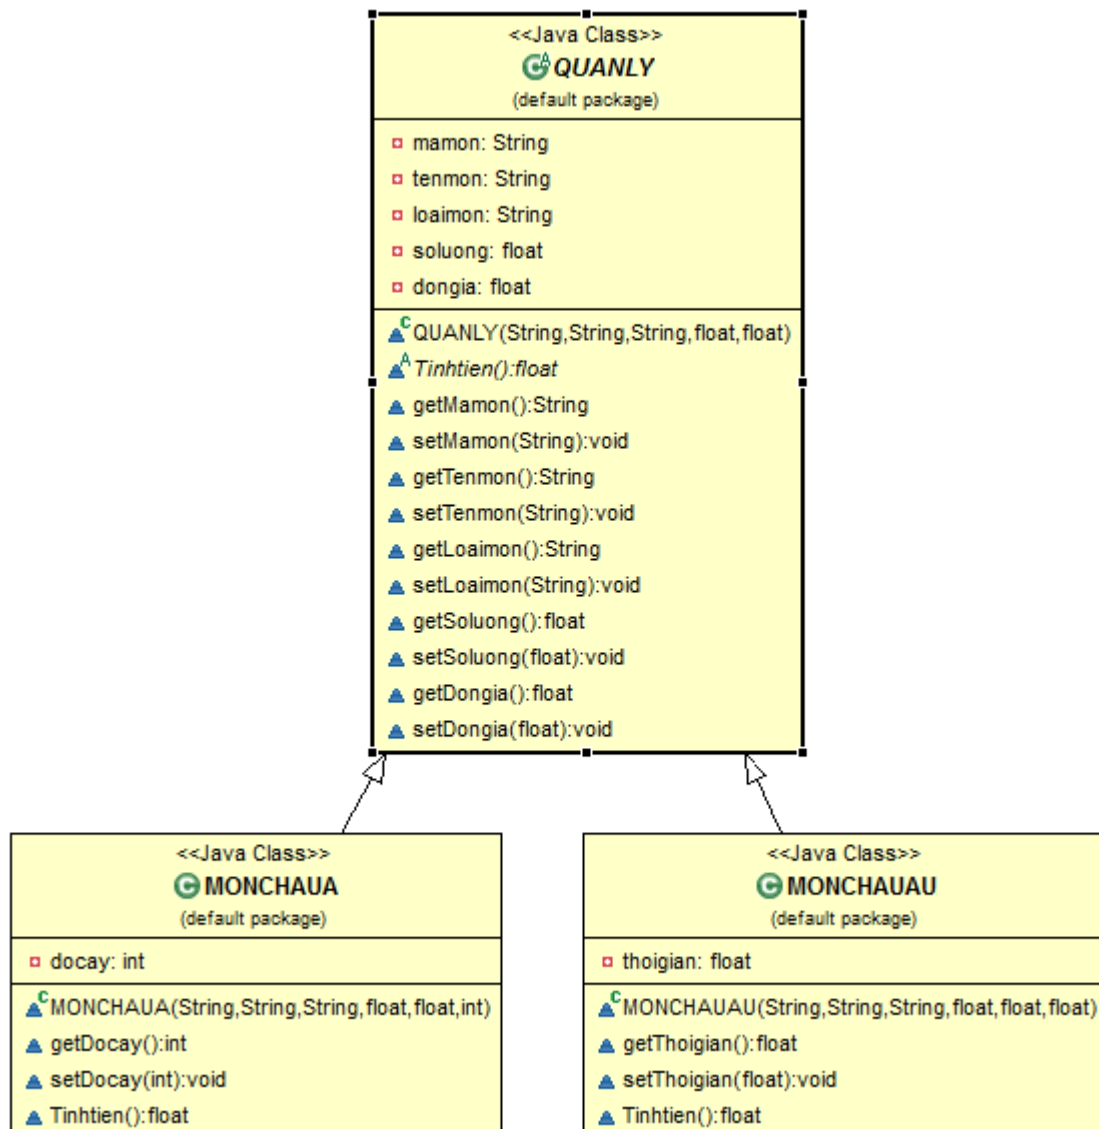 <<Java Class>>
QUANLY
(default package)
mamon: String
tenmon: String
loaimon: String
soluong: float
dongia: float
QUANLY(String,String,String,float,float)
Tinhtien():float
getMamon():String
setMamon(String):void
getTenmon():String
setTenmon(String):void
getLoaimon():String
setLoaimon(String):void
getSoluong():float
setSoluong(float):void
getDongia():float
setDongia(float):void
<<Java Class>>
MONCHAUA
(default package)
docay: int
MONCHAUA(String,String,String,float,float,int)
getDocay():int
setDocay(int):void
Tinhtien():float
<<Java Class>>
MONCHAUAU
(default package)
thoigian: float
MONCHAUAU(String,String,String,float,float,float)
getThoigian():float
setThoigian(float):void
Tinhtien():float